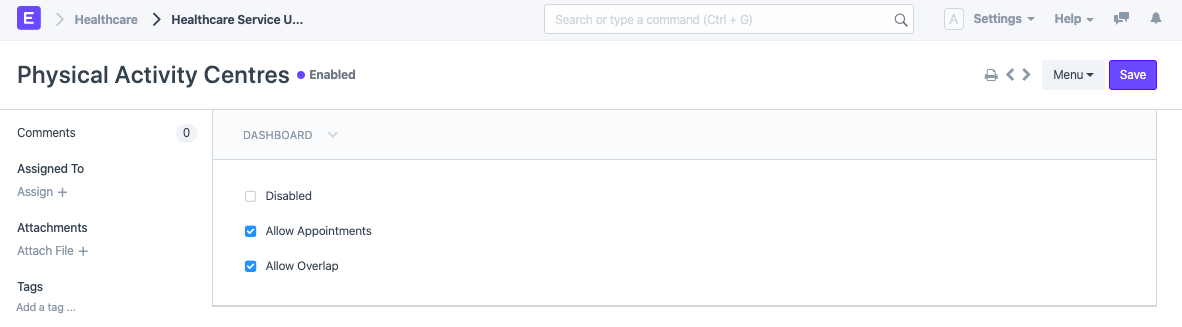 E Healthcare Healthcare Service U... Search or type a command (Ctrl + G) A Settings Help
Physical Activity Centres Enabled Menu Save
Comments 0
DASHBOARD
Assigned To
Assign +
Disabled
Attachments
Allow Appointments
Attach File +
Allow Overlap
Tags
Add a tag ...